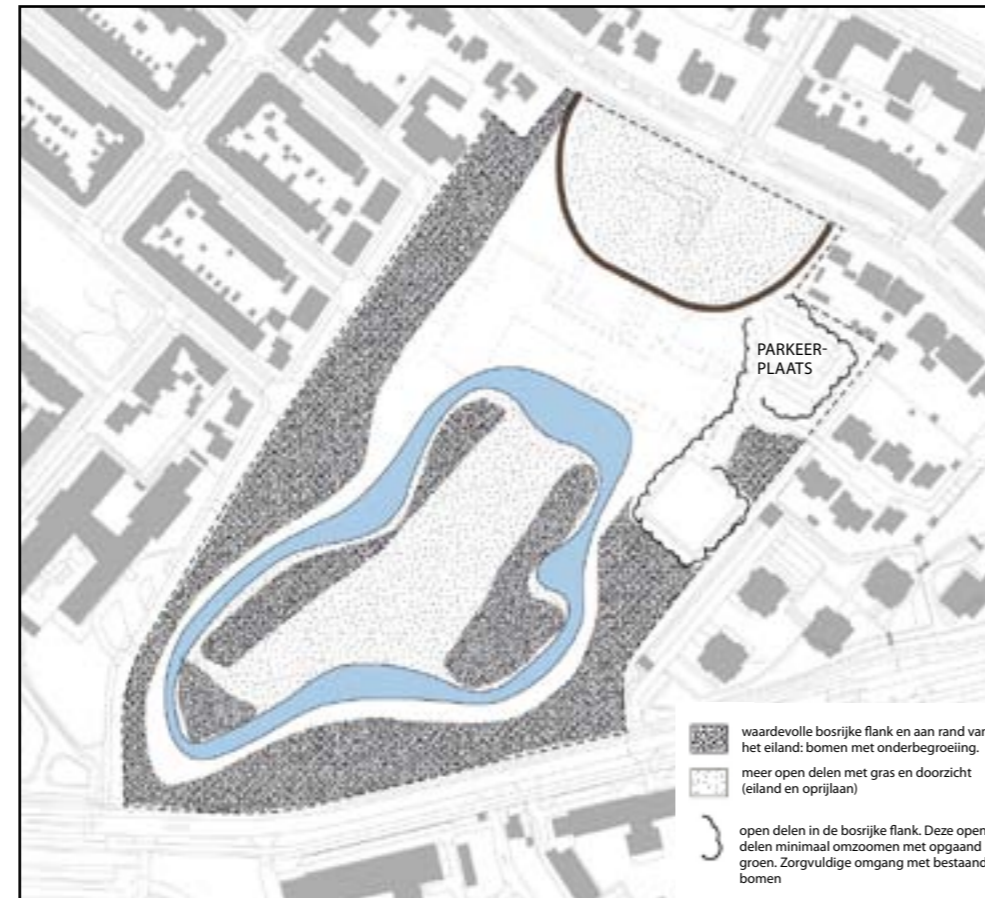 PARKEER-
PLAATS
waardevolle bosrijke flank en aan rand van
het eiland: bomen met onderbegroeiing.
meer open delen met gras en doorzicht
(eiland en oprijlaan)
open delen in de bosrijke flank. Deze open
delen minimaal omzoomen met opgaand
groen. Zorgvuldige omgang met bestaand
bomen